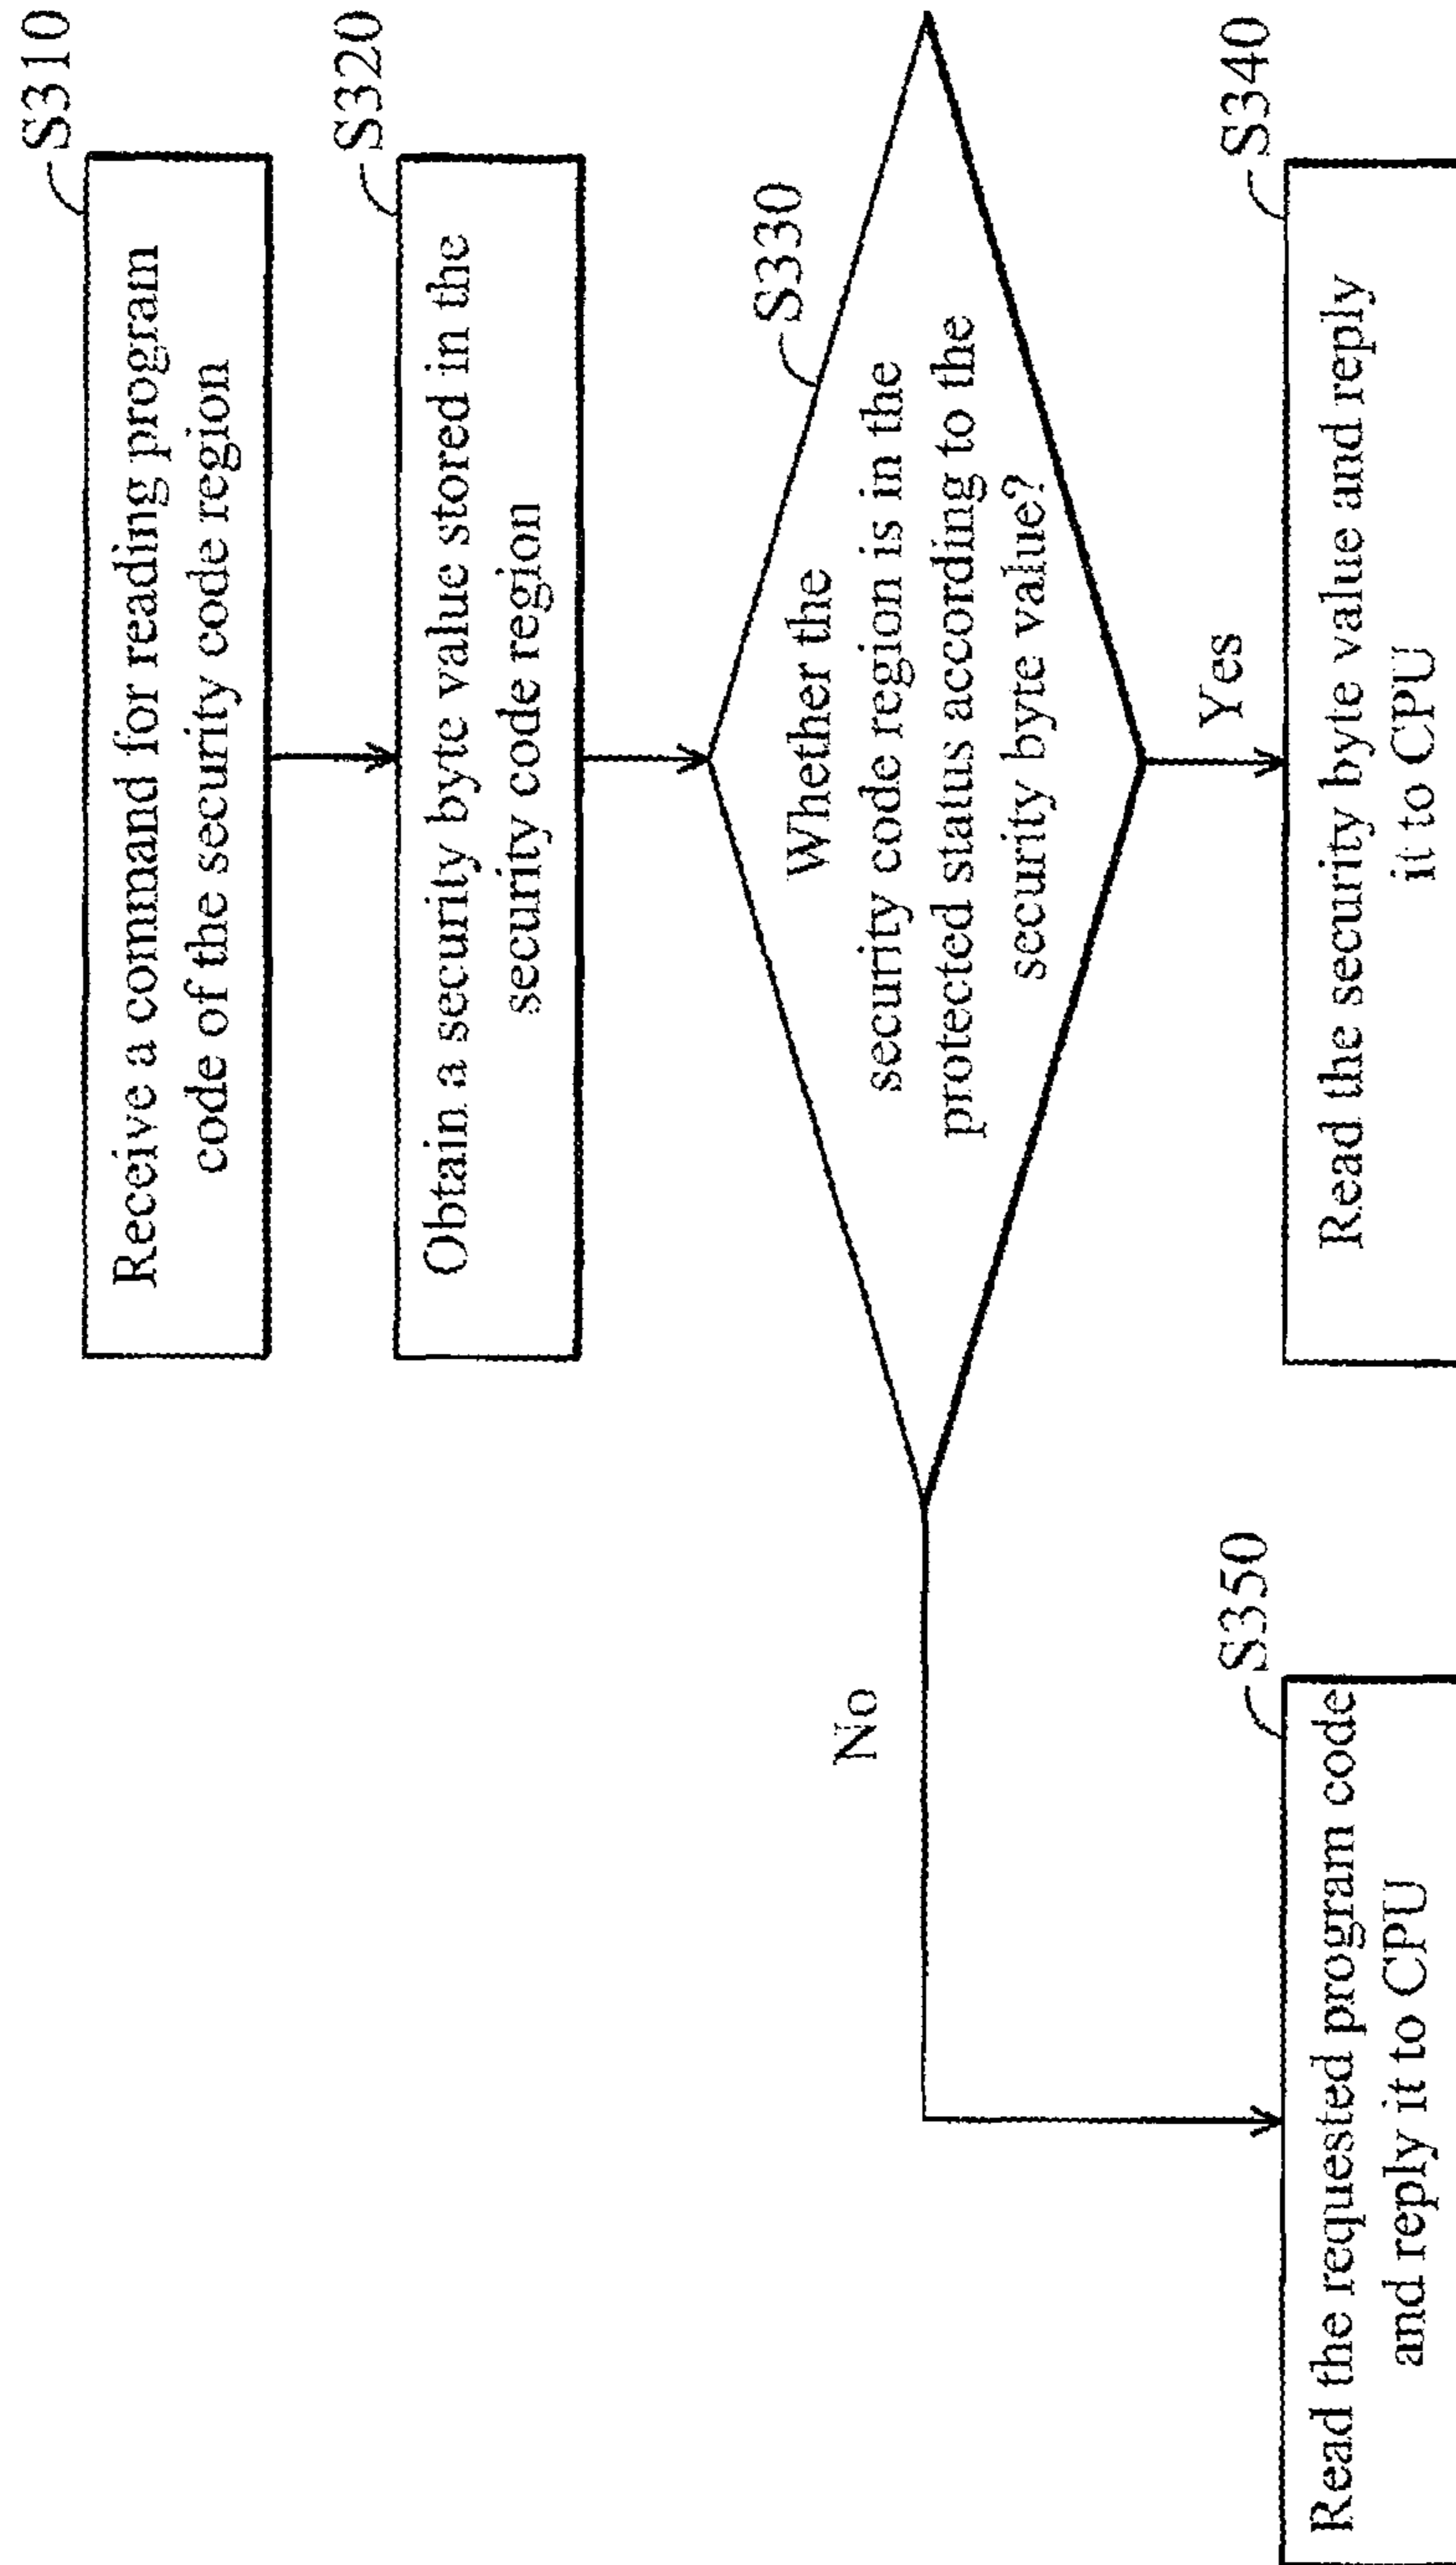 S310
Receive a command for reading program
code of the security code region
S320
Obtain a security byte value stored in the
security code region
S330
Whether the
security code region is in the
protected status according to the
security byte value?
No
Yes
S350
Read the requested program code
and reply it to CPU
S340
Read the security byte value and reply
it to CPU